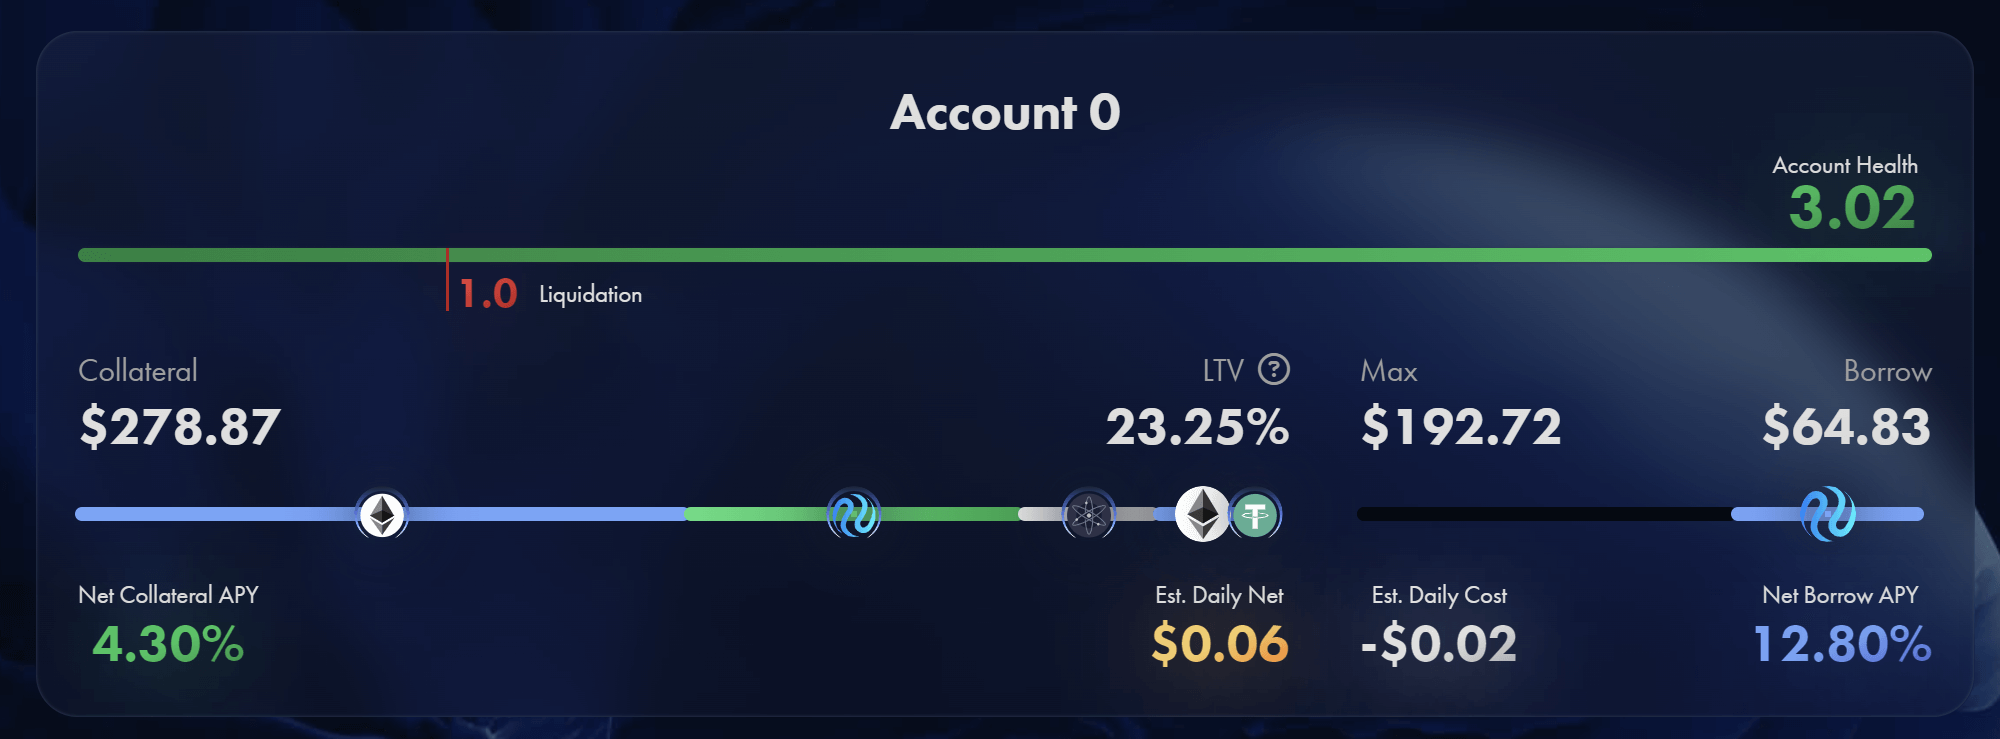 Account 0
Account Health
3.02
1.0 Liquidation
Collateral LTV ? Max Borrow
$278.87 23.25% $192.72 $64.83
Net Collateral APY Est. Daily Net Est. Daily Cost Net Borrow APY
4.30% $0.06 -$0.02 12.80%